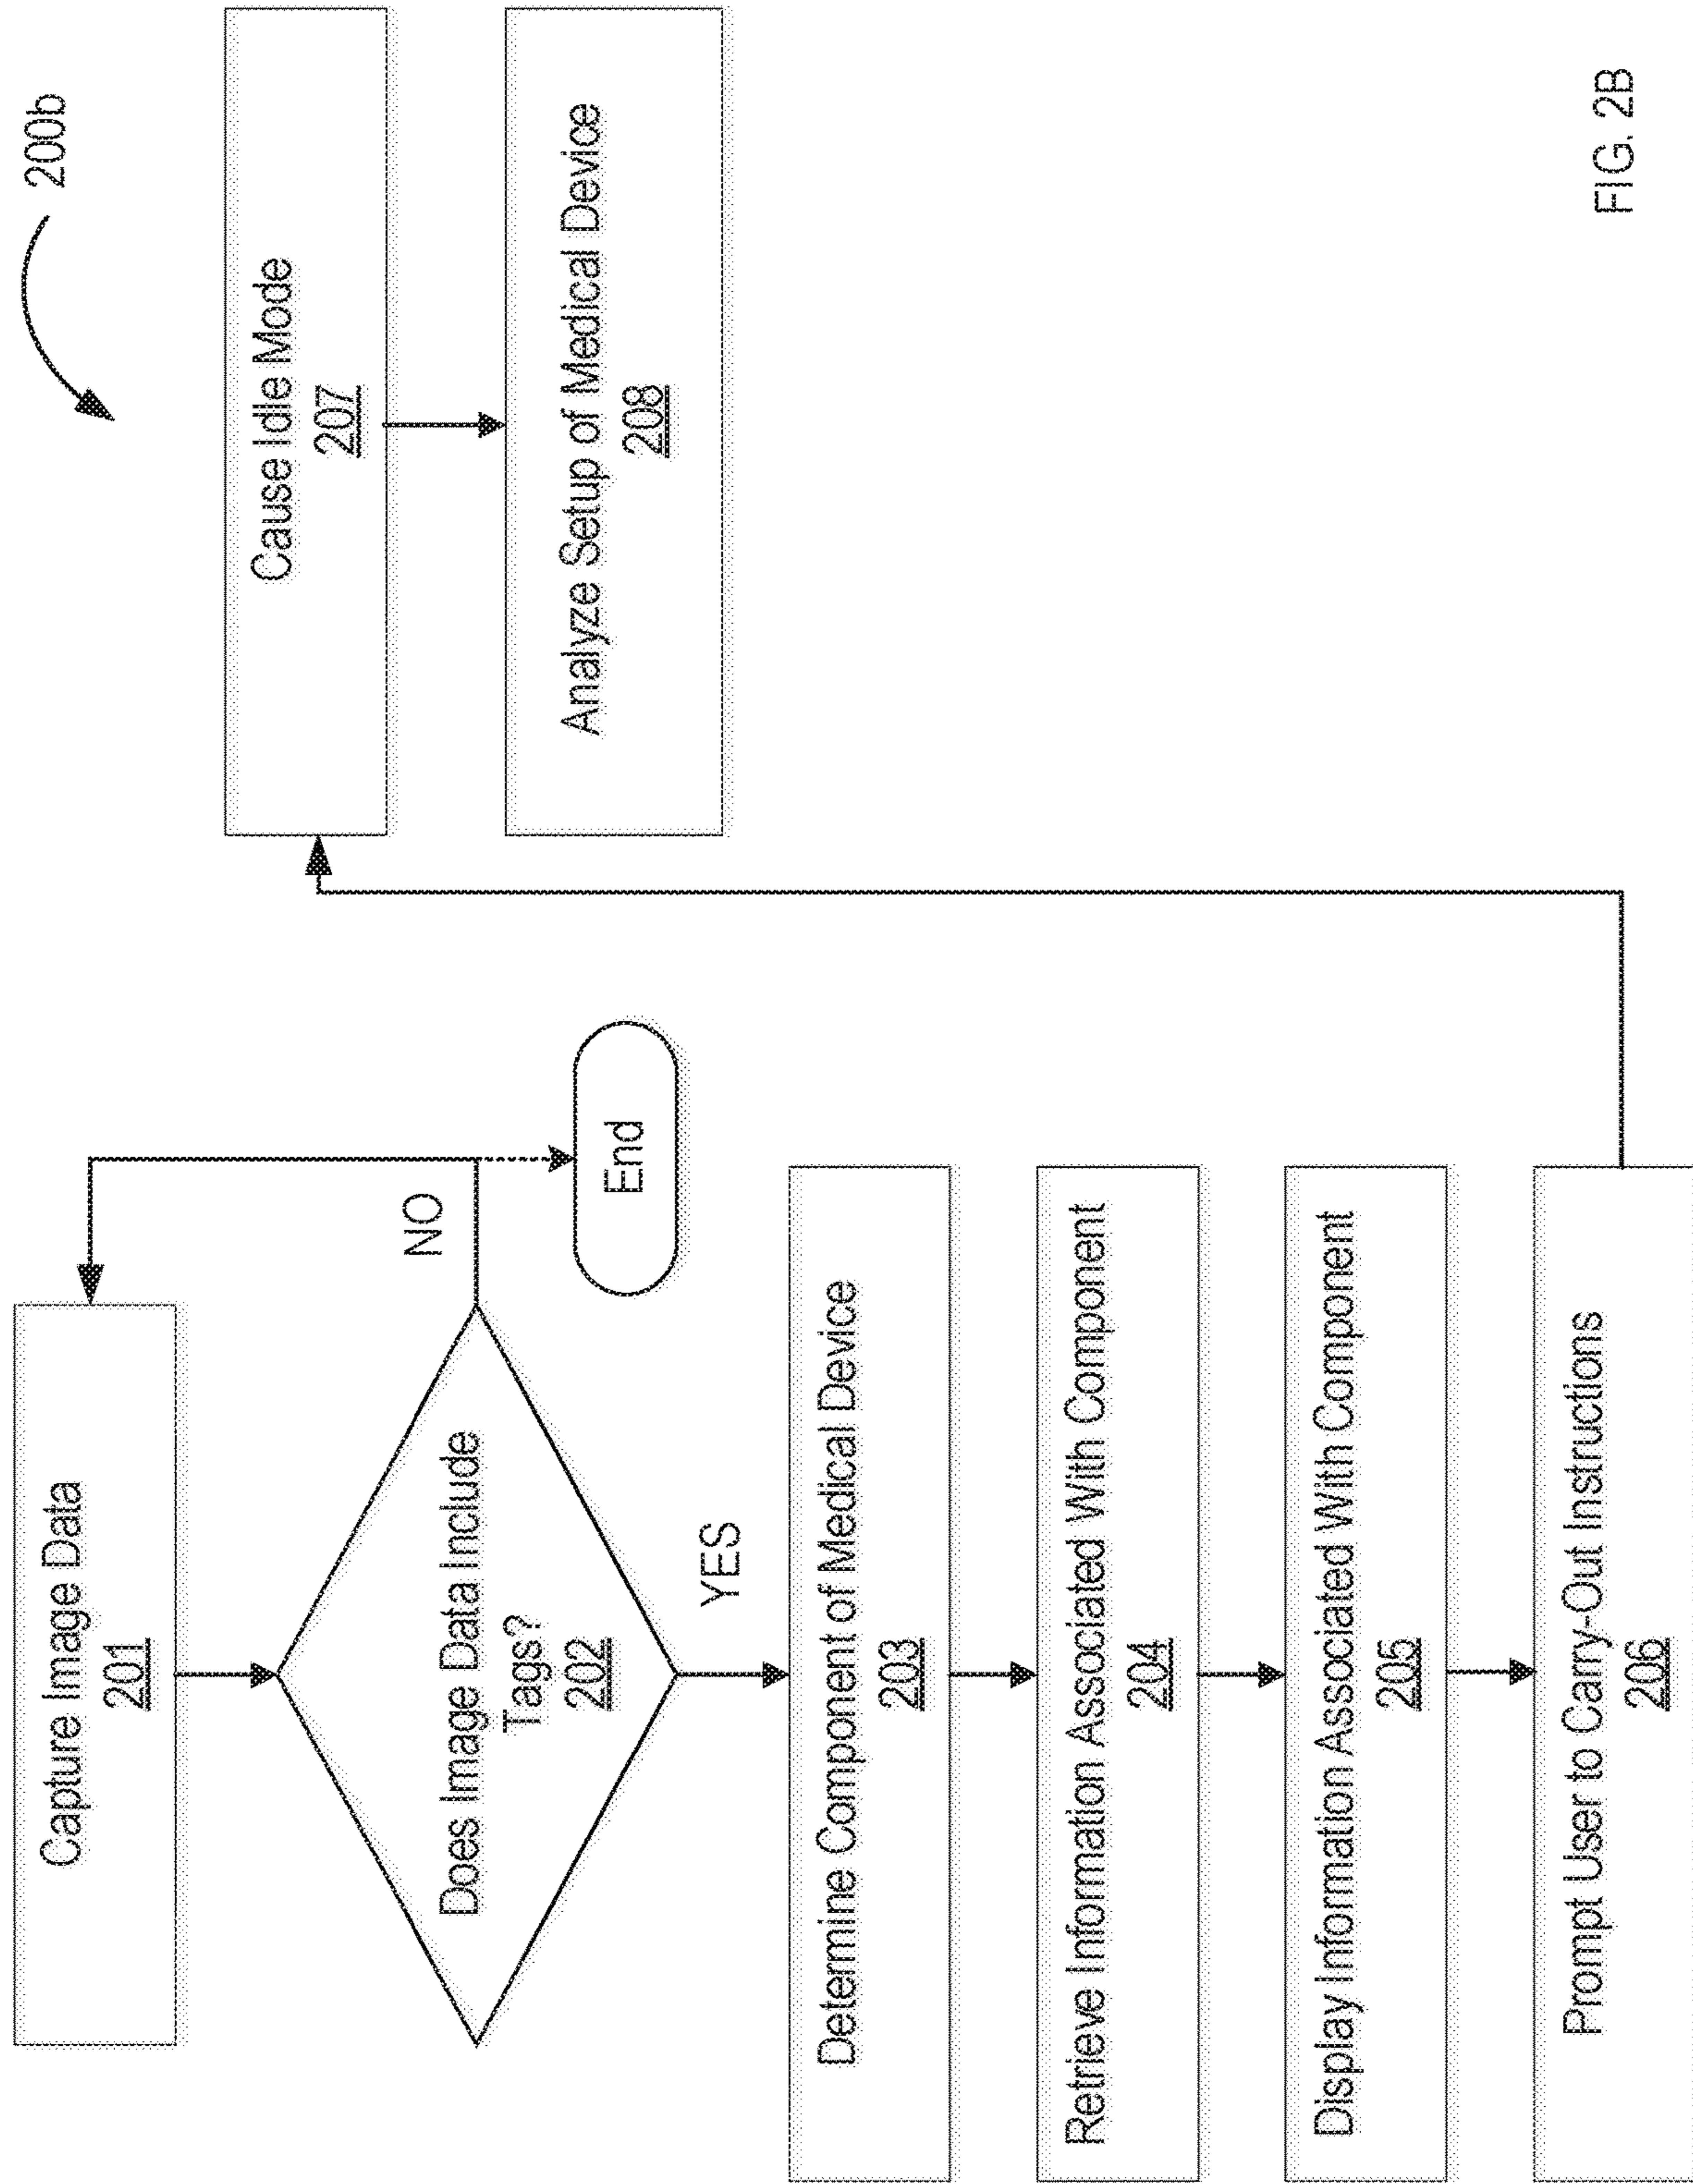 200b
Capture Image Data
201
Does Image Data Include
Tags?
202
NO
End
YES
Determine Component of Medical Device
203
Retrieve Information Associated With Component
204
Display Information Associated With Component
205
Prompt User to Carry-Out Instructions
206
Cause Idle Mode
207
Analyze Setup of Medical Device
208
FIG. 2B